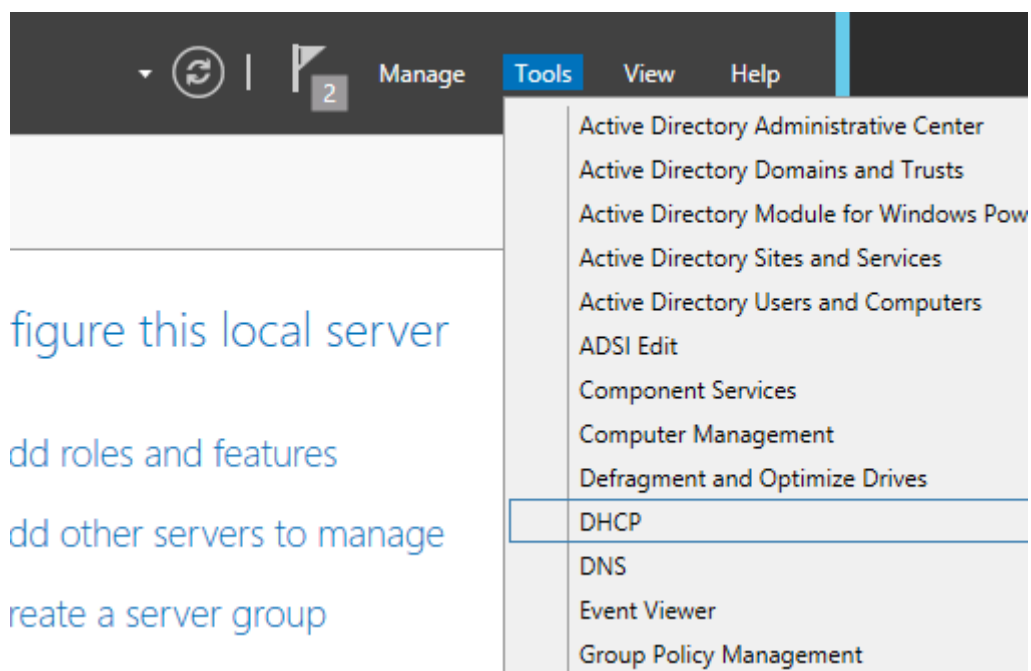 2 Manage Tools View Help
Active Directory Administrative Center
Active Directory Domains and Trusts
Active Directory Module for Windows Pow
Active Directory Sites and Services
Active Directory Users and Computers
ADSI Edit
Component Services
Computer Management
Defragment and Optimize Drives
DHCP
DNS
Event Viewer
Group Policy Management
figure this local server
dd roles and features
dd other servers to manage
reate a server group